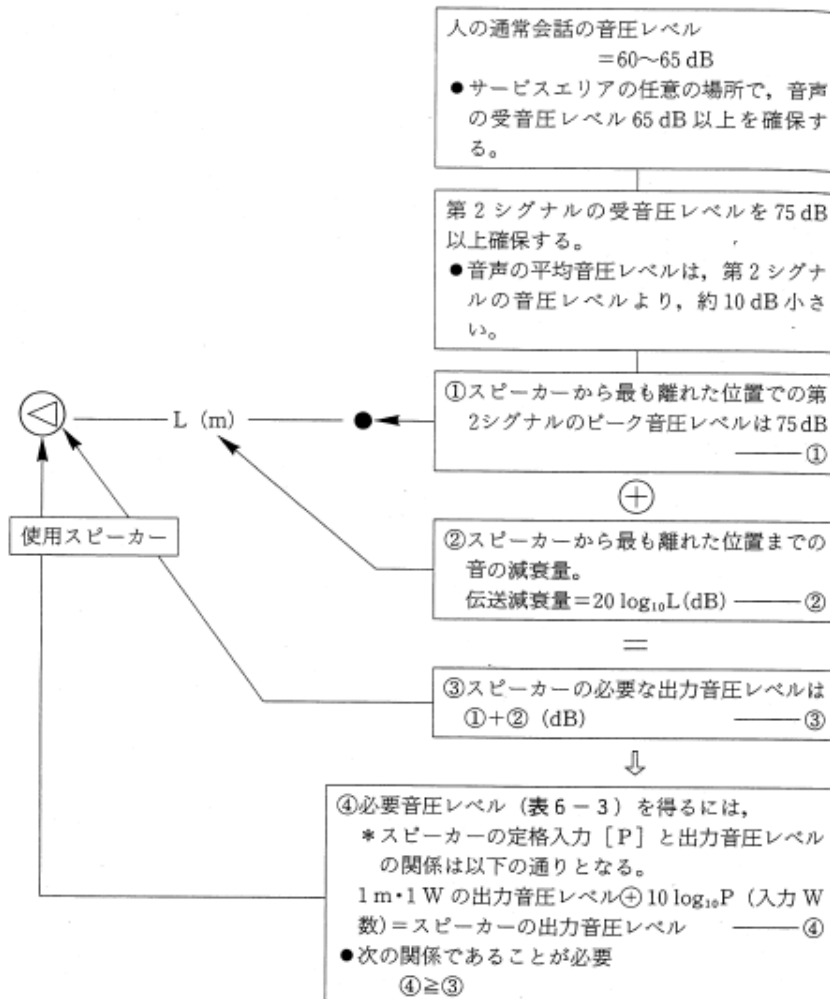 人の通常会話の音圧レベル
=60〜65 dB
●サービスエリアの任意の場所で，音声
の受音圧レベル65 dB以上を確保す
る。
第2シグナルの受音圧レベルを75 dB
以上確保する。
●音声の平均音圧レベルは，第2シグナ
ルの音圧レベルより，約10 dB小さ
い。
①スピーカーから最も離れた位置での第
2シグナルのピーク音圧レベルは75 dB
①
L（m）
⊕
使用スピーカー
②スピーカーから最も離れた位置までの
音の減衰量。
伝送減衰量=20 log₁₀L(dB) ②
=
③スピーカーの必要な出力音圧レベルは
①+②（dB） ③
④必要音圧レベル（表6－3）を得るには，
＊スピーカーの定格入力［P］と出力音圧レベル
の関係は以下の通りとなる。
1 m・1 Wの出力音圧レベル⊕10 log₁₀P（入力W
数）=スピーカーの出力音圧レベル ④
●次の関係であることが必要
④≧③